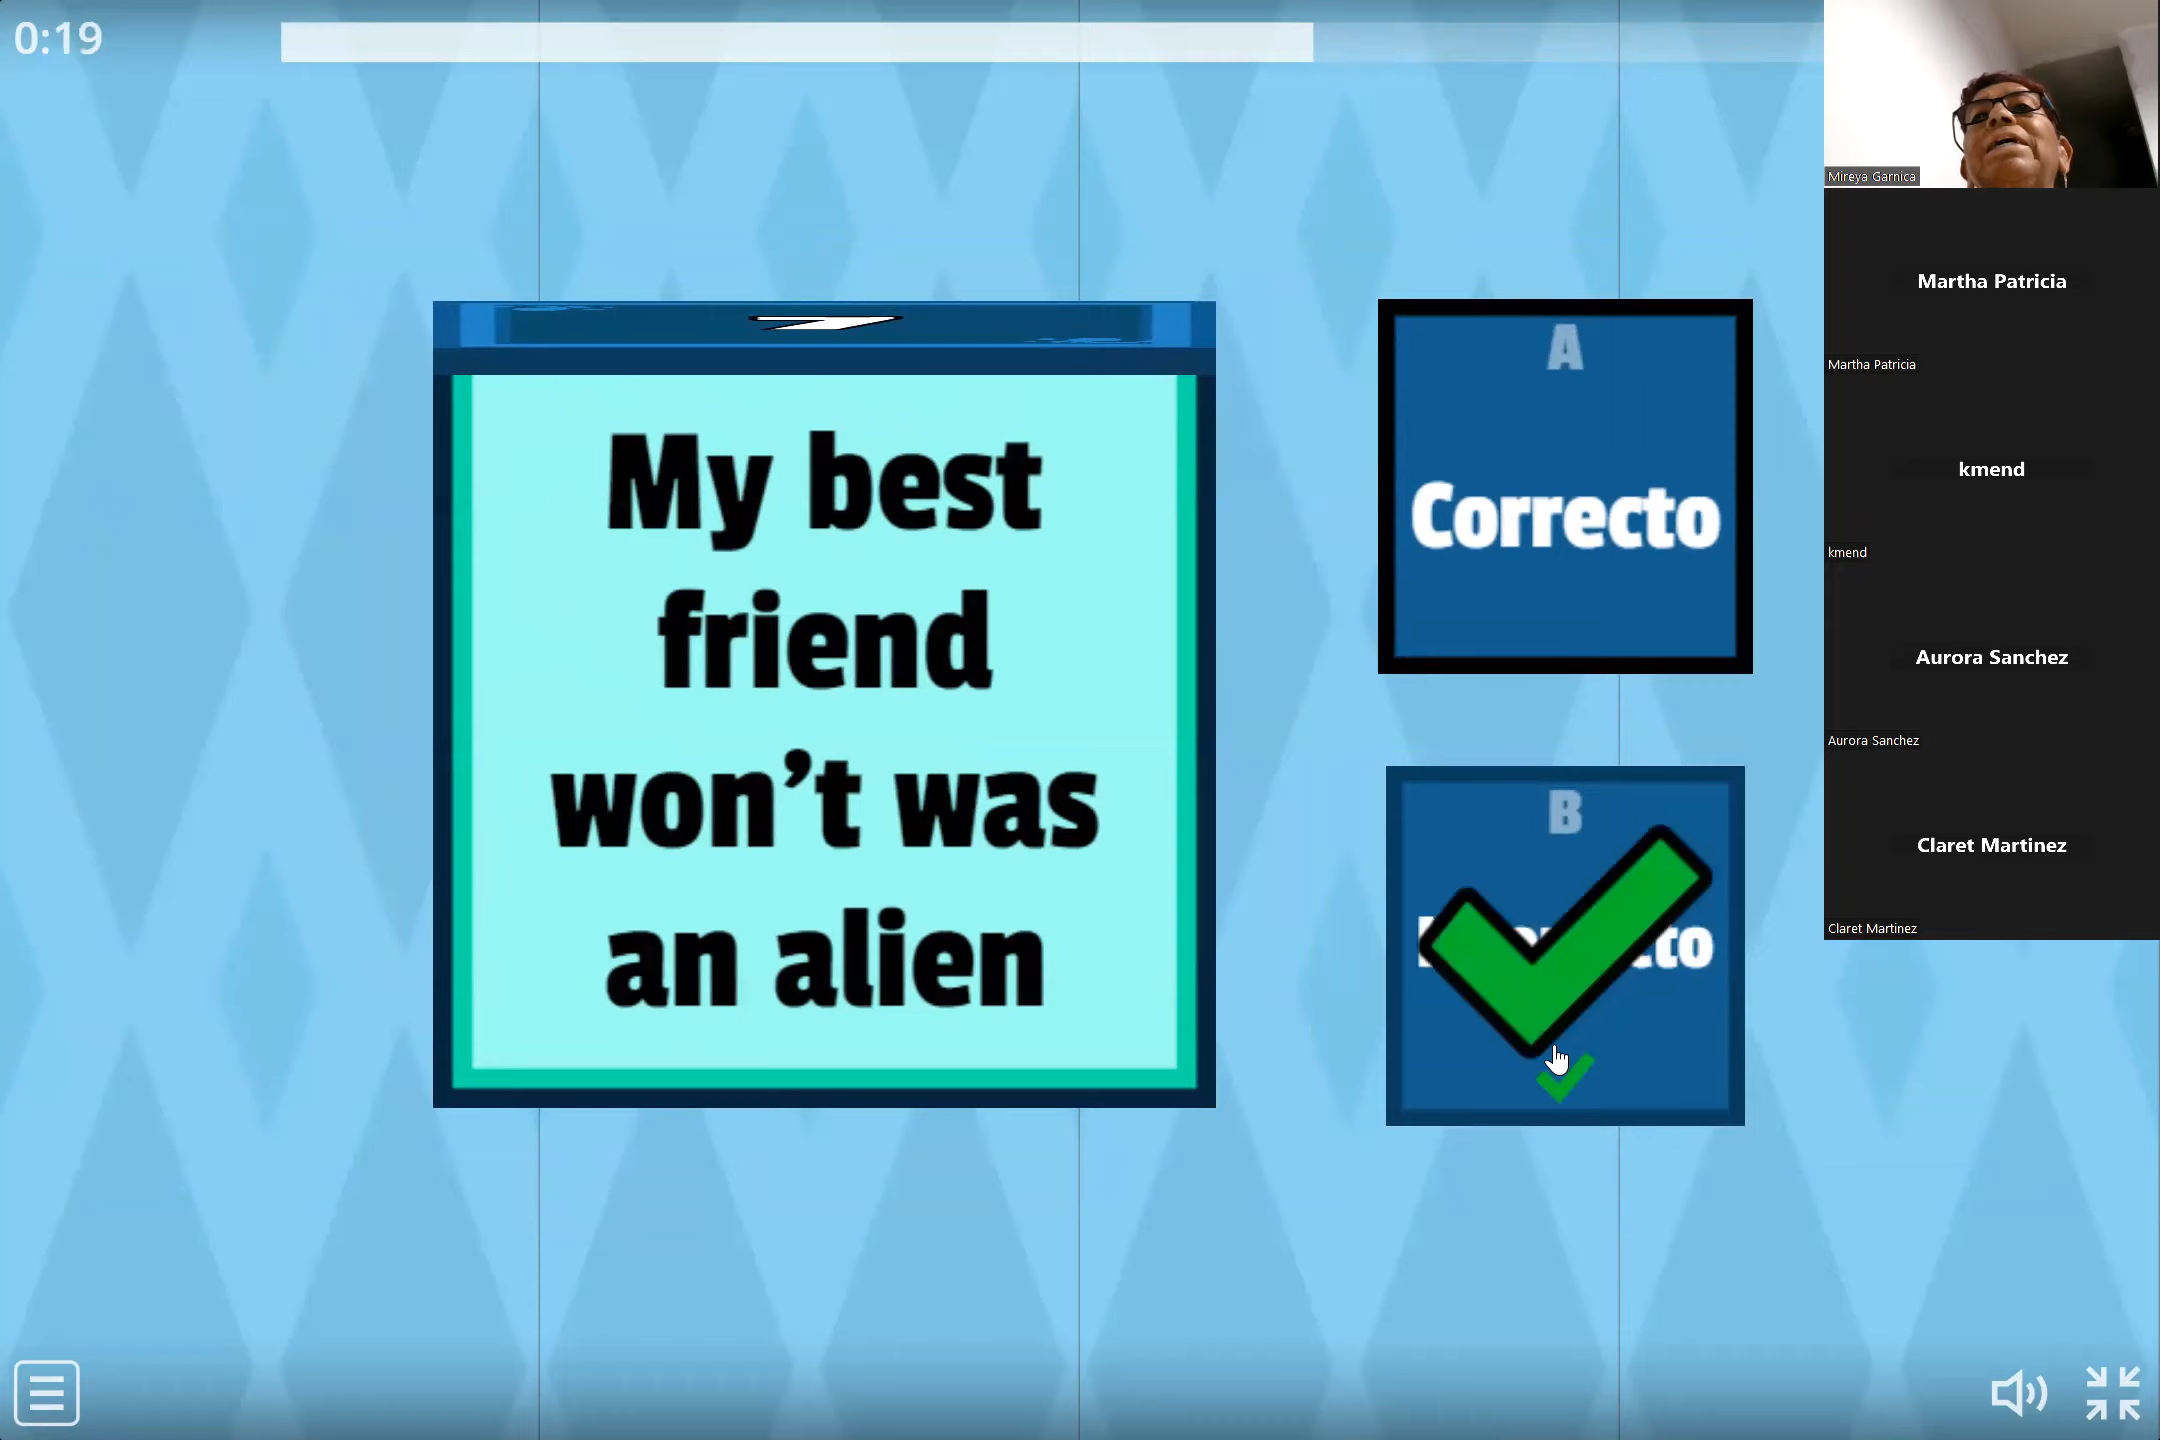 0:19
My best
friend
won't was
an alien
A
Correcto
B
Mireya Garnica
Martha Patricia
Martha Patricia
kmend
kmend
Aurora Sanchez
Aurora Sanchez
Claret Martinez
Claret Martinez